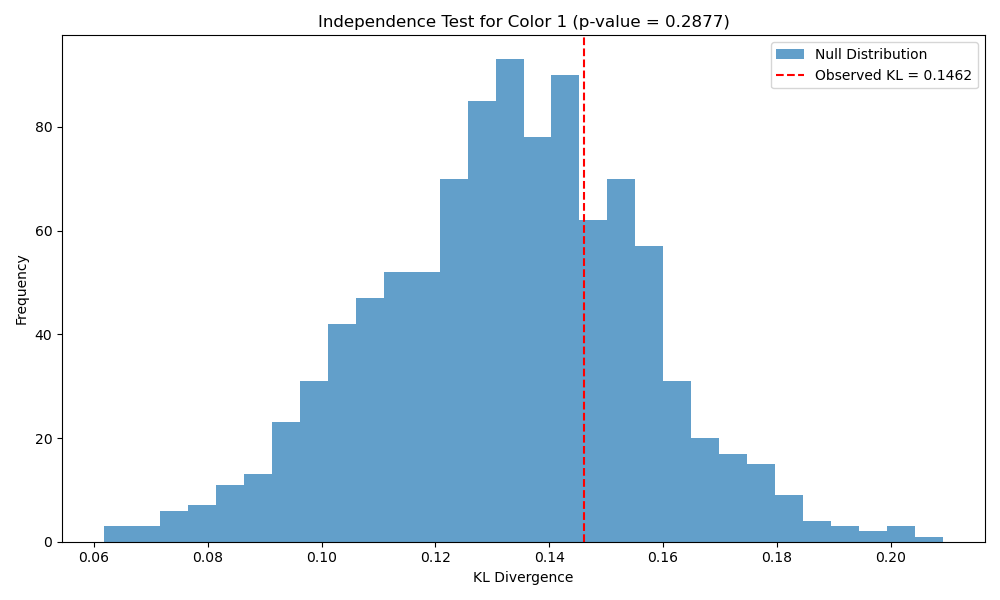 Independence Test for Color 1 (p-value = 0.2877)
Null Distribution
Observed KL = 0.1462
Frequency
80
60
40
20
0
0.06 0.08 0.10 0.12 0.14 0.16 0.18 0.20
KL Divergence